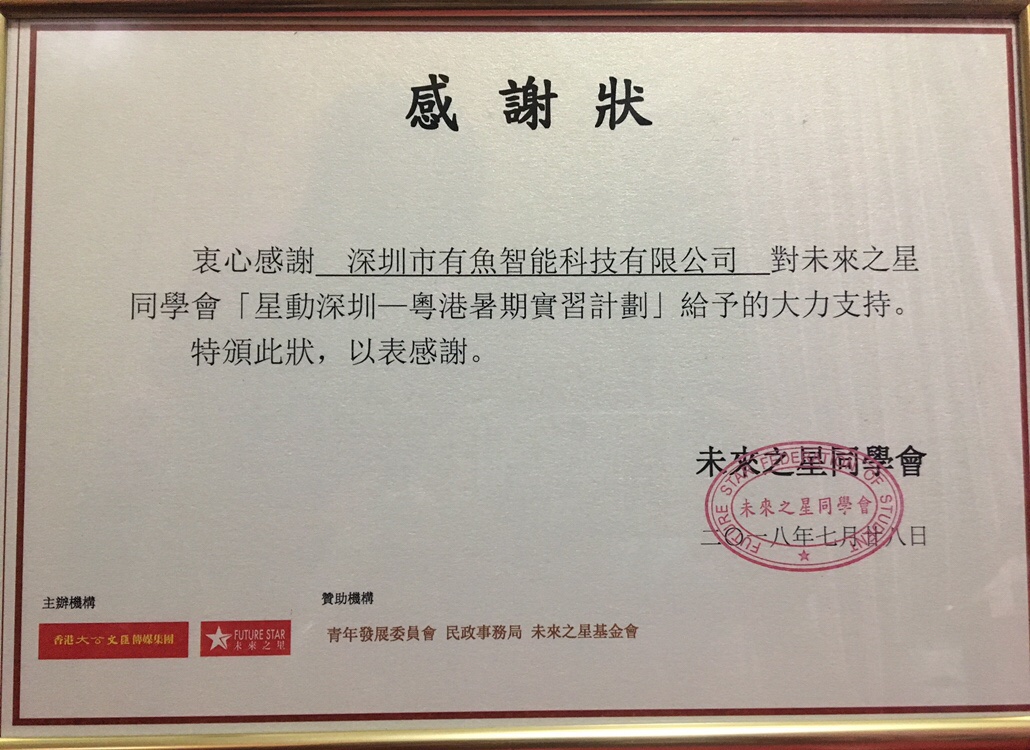 感謝狀
衷心感謝 深圳市有魚智能科技有限公司 對未來之星
同學會「星動深圳—粵港暑期實習計劃」給予的大力支持。
特頒此狀，以表感謝。
未來之星同學會
FUTURE STAR FEDERATION OF STUDENT
未來之星同學會
二〇一八年七月廿八日
主辦機構
香港大公文匯傳媒集團
FUTURE STAR
未來之星
贊助機構
青年發展委員會 民政事務局 未來之星基金會